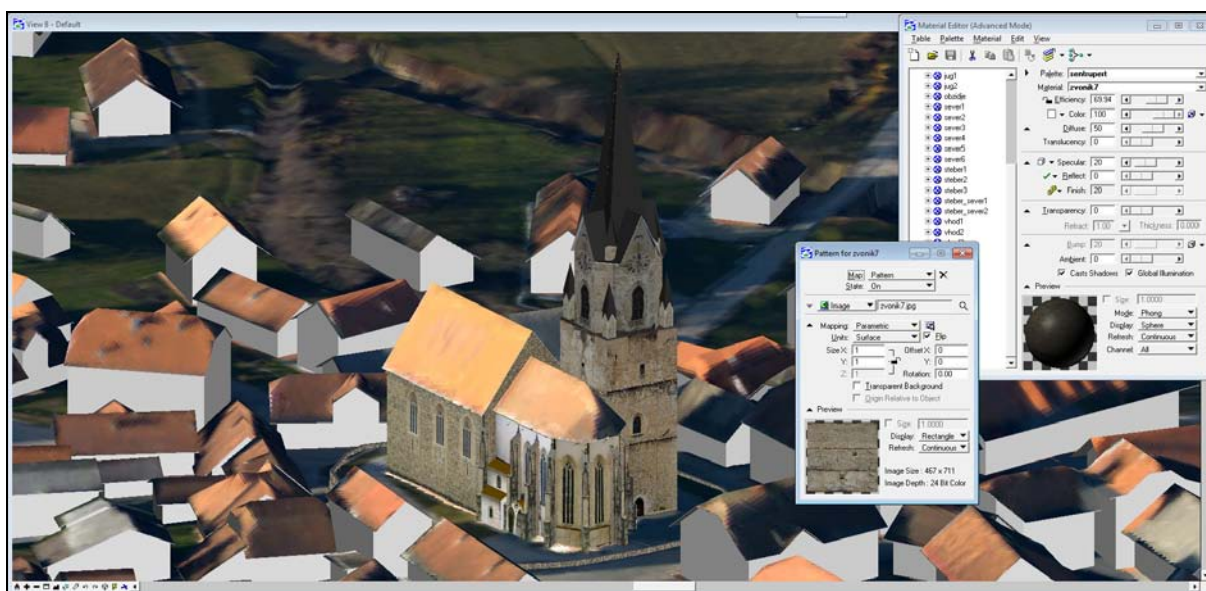 View 8 - Default
Material Editor (Advanced Mode)
Table Palette Material Edit View
jug1
jug2
obzidje
sever1
sever2
sever3
sever4
sever5
sever6
steber1
steber2
steber3
steber_sever1
steber_sever2
vhod1
vhod2
Palette: sentrupert
Material: zvonik7
Efficiency: 69.94
Color: 100
Diffuse: 50
Translucency: 0
Specular: 20
Reflect: 0
Finish: 20
Transparency: 0
Refract: 1.00 Thickness: 0.000
Bump: 20
Ambient: 0
Casts Shadows Global Illumination
Preview
Size: 1.0000
Mode: Phong
Display: Sphere
Refresh: Continuous
Channel: All
Pattern for zvonik7
Map: Pattern
State: On
Image zvonik7.jpg
Mapping: Parametric
Units: Surface Flip
Size X: 1 Offset X: 0
Y: 1 Y: 0
Z: 1 Rotation: 0.00
Transparent Background
Origin Relative to Object
Preview
Size: 1.0000
Display: Rectangle
Refresh: Continuous
Image Size : 467 x 711
Image Depth : 24 Bit Color